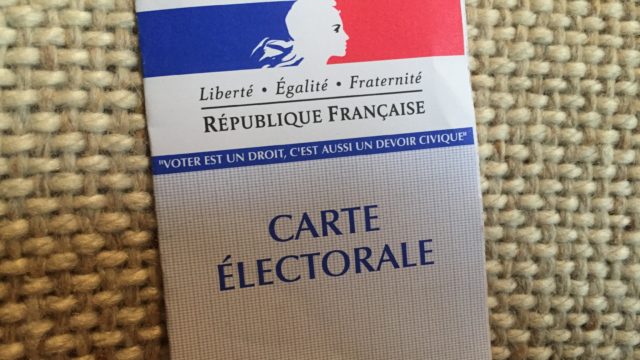 Liberté • Égalité • Fraternité
RÉPUBLIQUE FRANÇAISE
"VOTER EST UN DROIT, C'EST AUSSI UN DEVOIR CIVIQUE"
CARTE
ÉLECTORALE